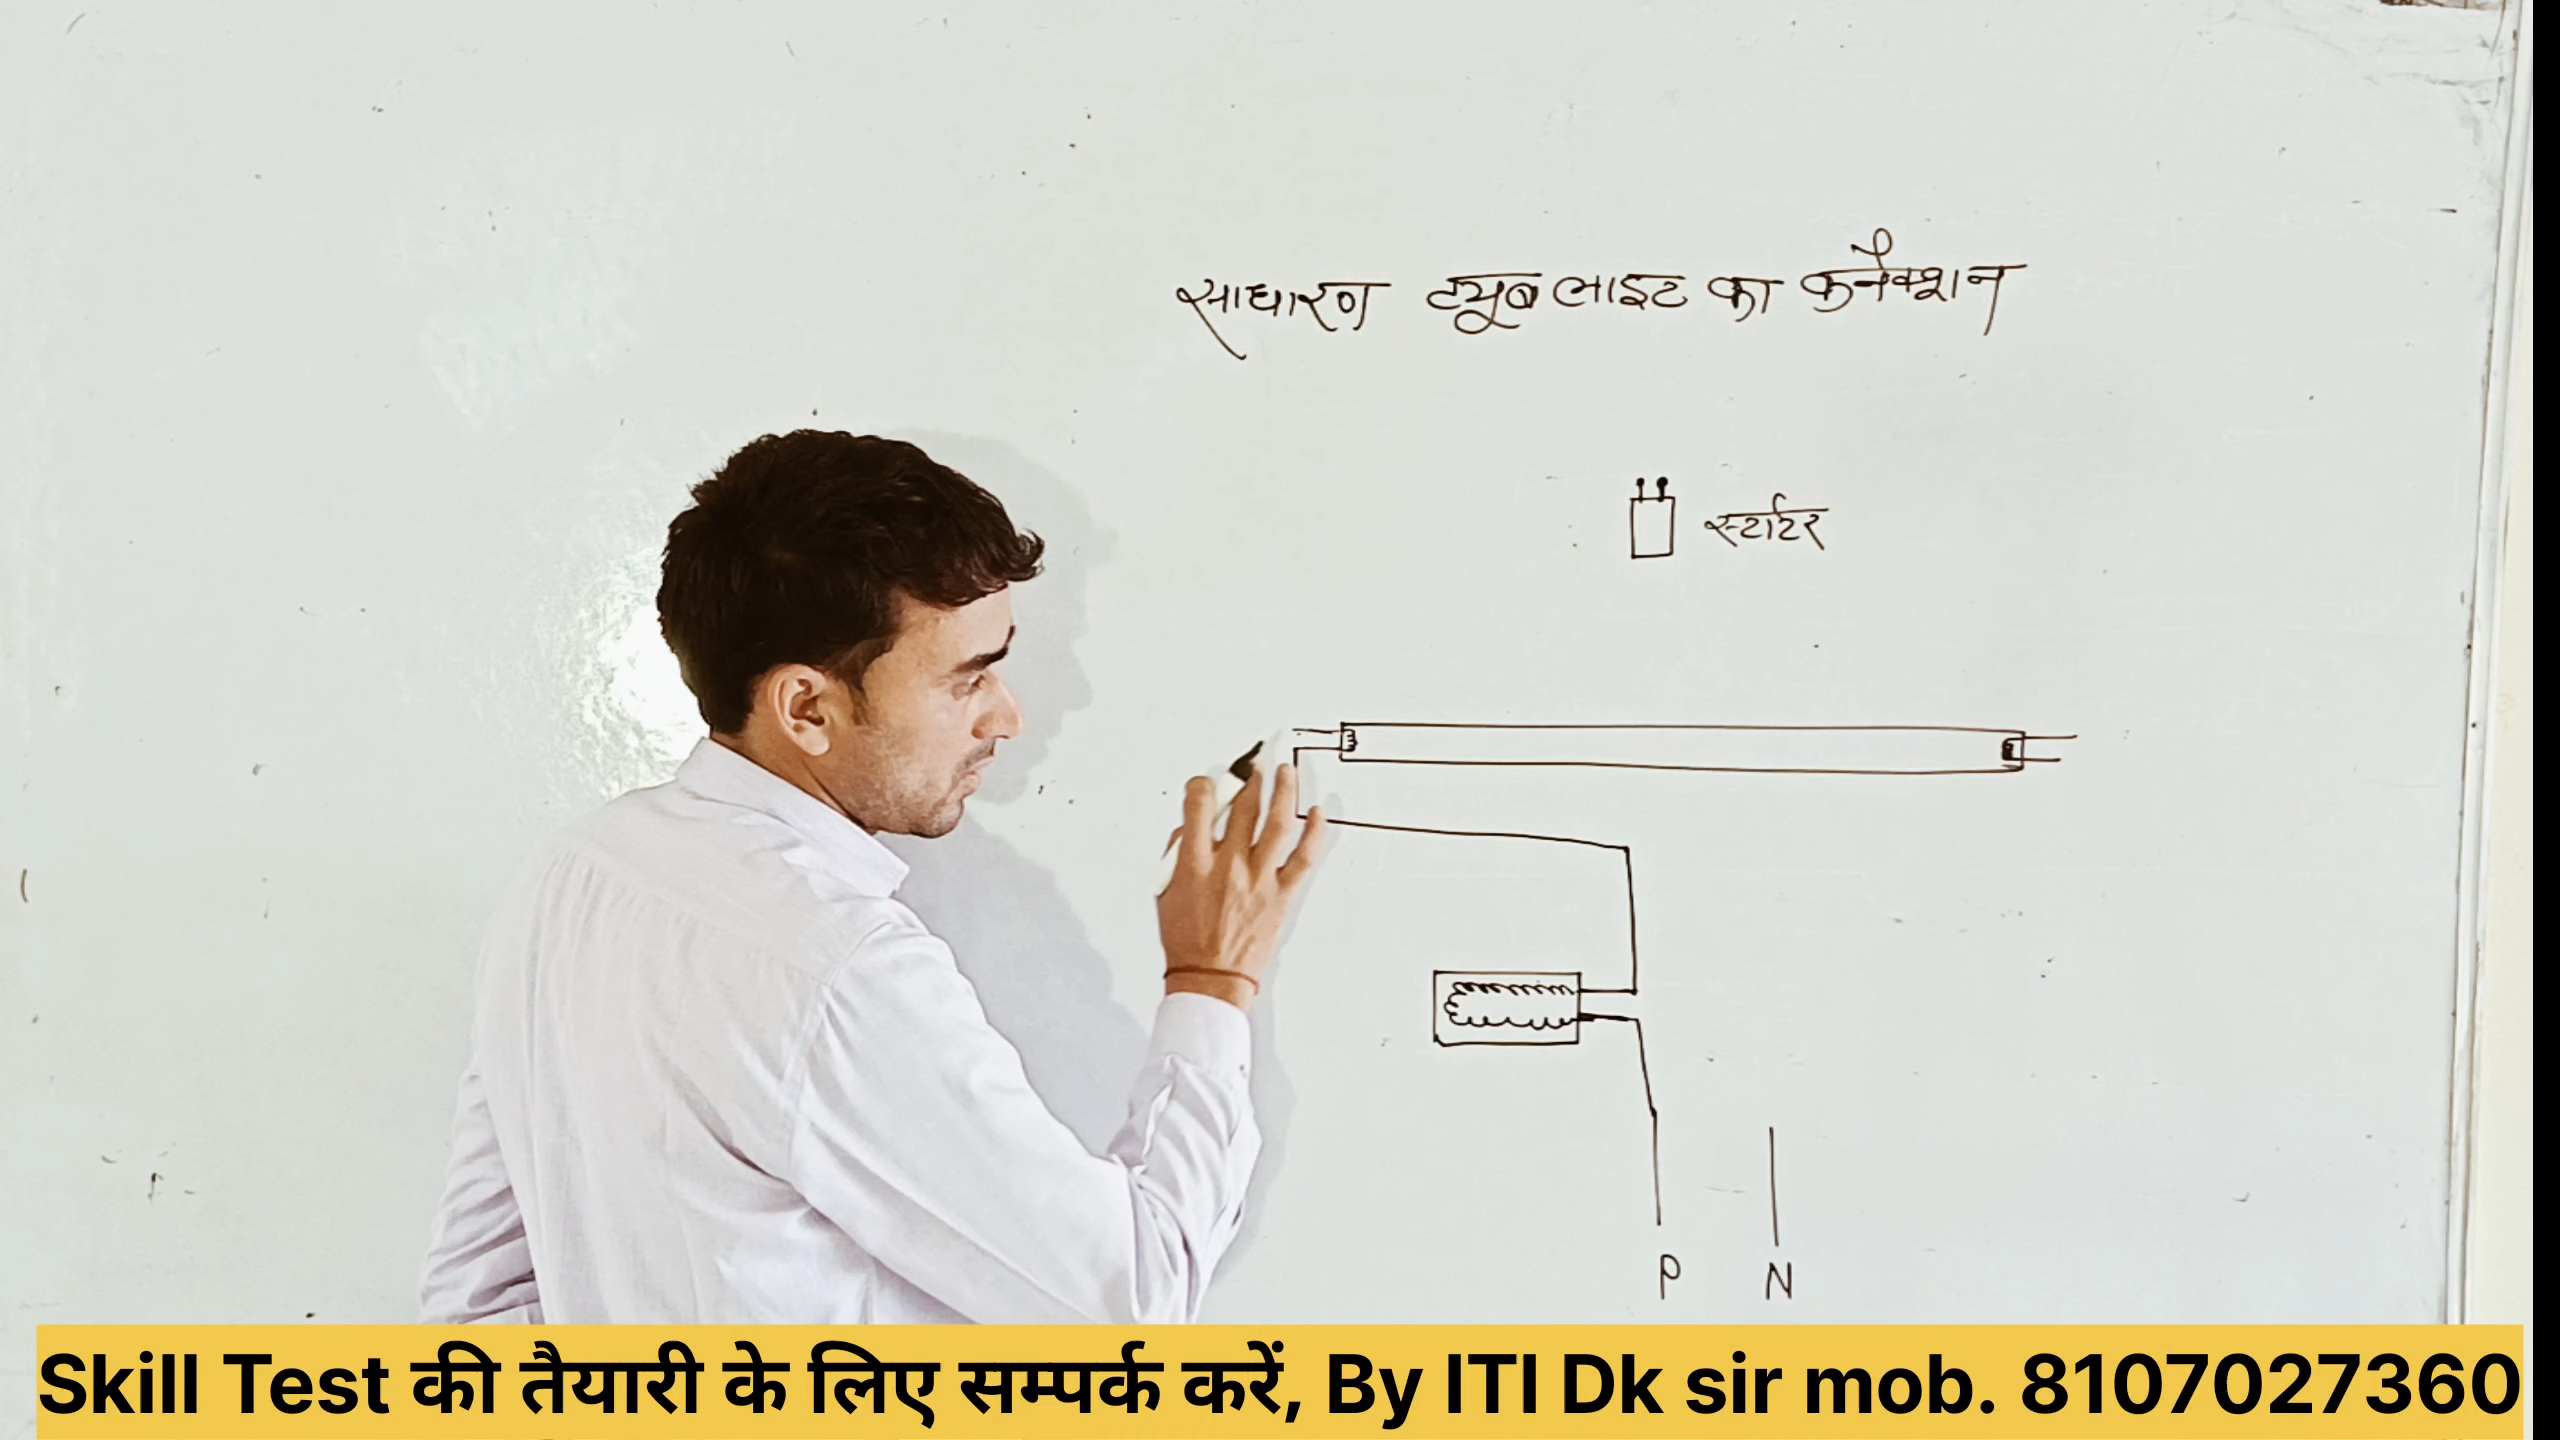 साधारण ट्यूब लाइट का कनैक्शन
स्टार्टर
P N
Skill Test की तैयारी के लिए सम्पर्क करें, By ITI Dk sir mob. 8107027360